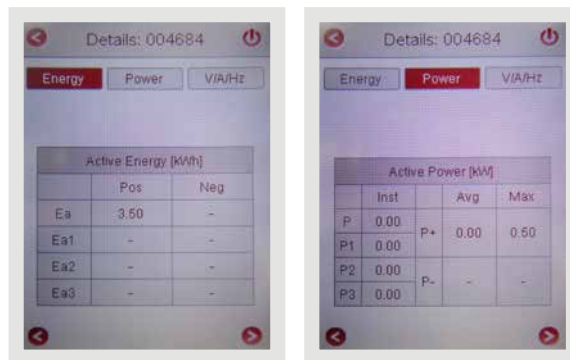 Details: 004684
Energy Power V/A/Hz
Active Energy [kWh]
Pos Neg
Ea 3.50 -
Ea1 - -
Ea2 - -
Ea3 - -
Details: 004684
Energy Power V/A/Hz
Active Power [kW]
Inst Avg Max
P 0.00 P+ 0.00 0.50
P1 0.00
P2 0.00 P- - -
P3 0.00